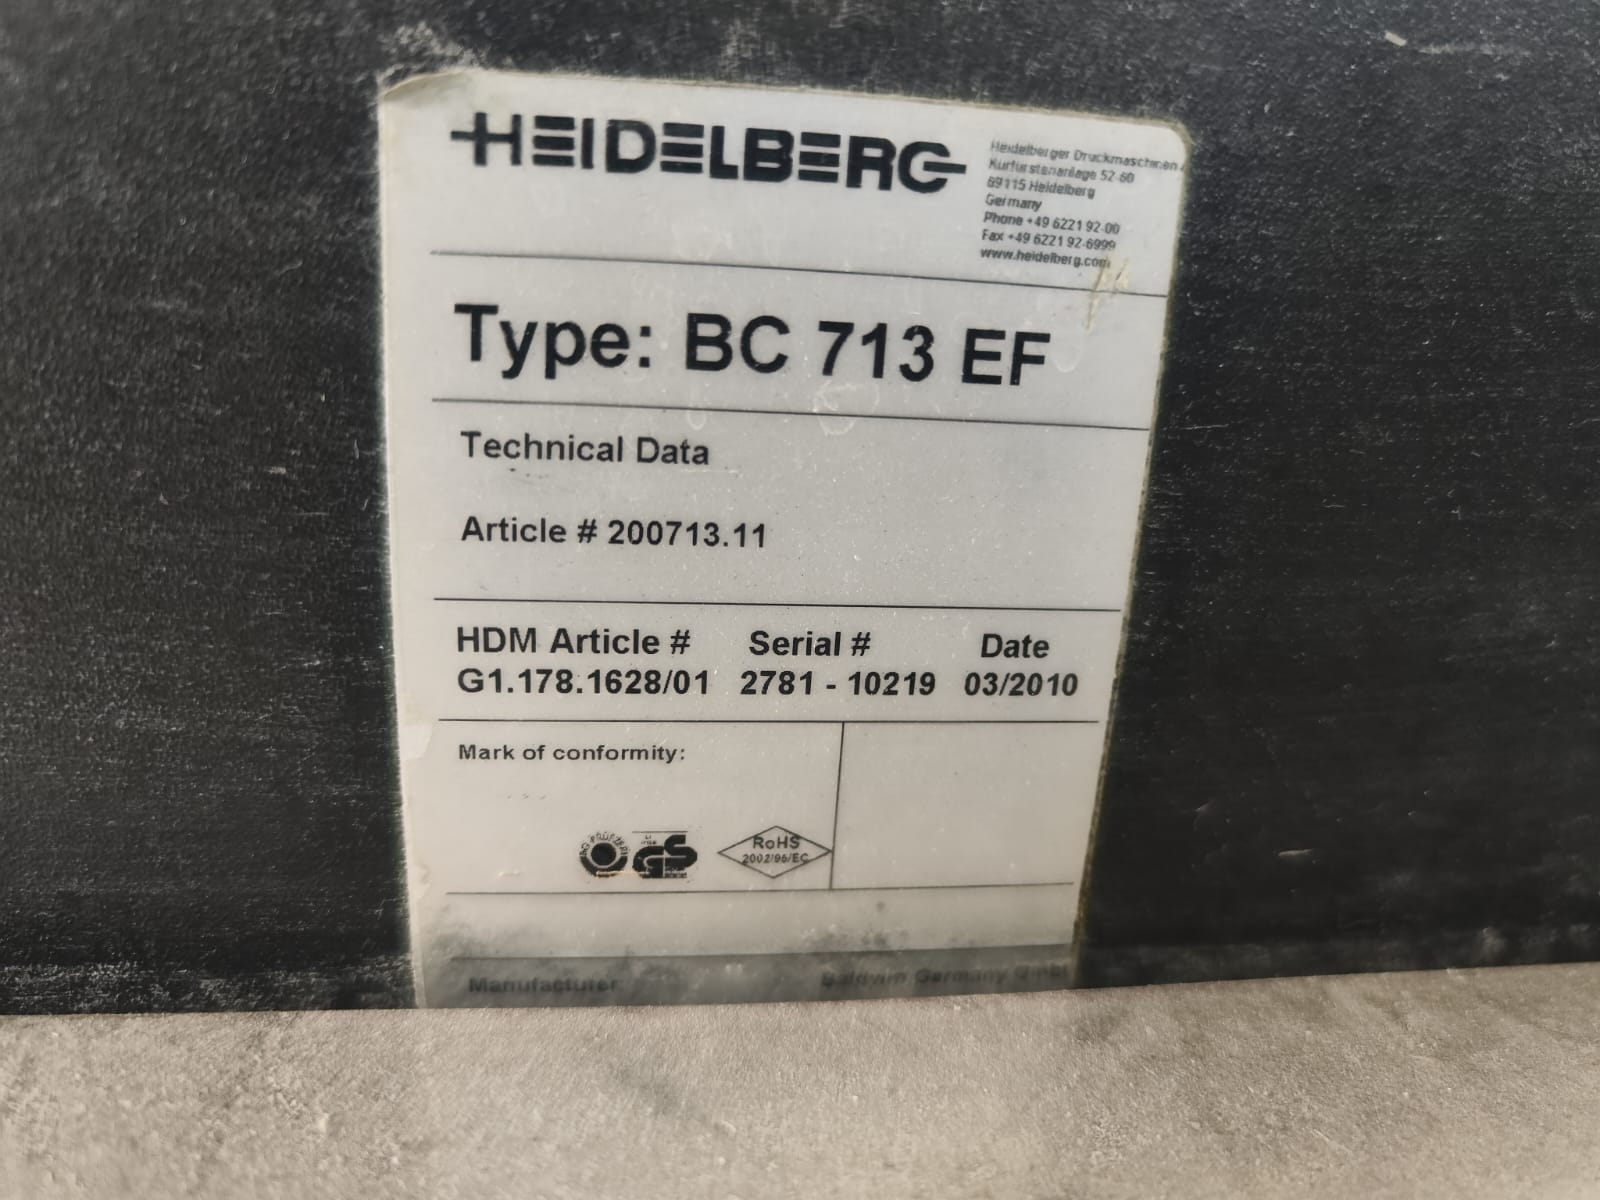 HEIDELBERG
Heidelberger Druckmaschinen
Kurfürstenanlage 52-60
69115 Heidelberg
Germany
Phone +49 6221 92-00
Fax +49 6221 92-6999
www.heidelberg.com
Type: BC 713 EF
Technical Data
Article # 200713.11
HDM Article # Serial # Date
G1.178.1628/01 2781 - 10219 03/2010
Mark of conformity:
GS
RoHS
2002/96/EC
Manufacturer: Baldwin Germany